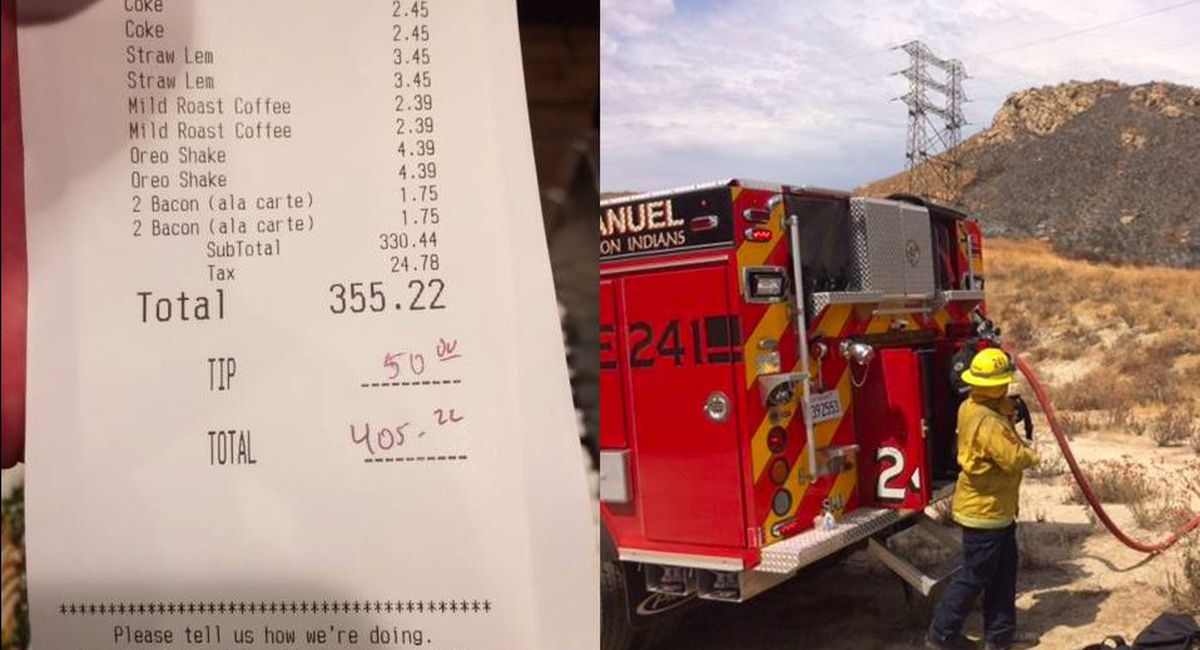 Coke 2.45
Coke 2.45
Straw Lem 3.45
Straw Lem 3.45
Mild Roast Coffee 2.39
Mild Roast Coffee 2.39
Oreo Shake 4.39
Oreo Shake 4.39
2 Bacon (ala carte) 1.75
2 Bacon (ala carte) 1.75
SubTotal 330.44
Tax 24.78
Total 355.22
TIP 50 00
TOTAL 405.22
******************************************
Please tell us how we're doing.
ANUEL
ON INDIANS
E241
392553
241